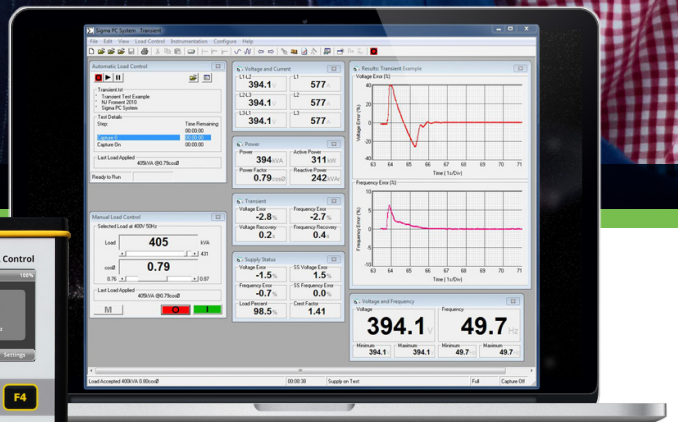 Sigma PC System  Transient
File Edit View Load Control Instrumentation Configure Help
Automatic Load Control
Transient.txt
Transient Test Example
NJ Froment 2010
Sigma PC System
Test Details
Step: Time Remaining
00:00:00
Capture 0 00:00:00
Capture On 00:00:00
Last Load Applied
405kVA @0.79cosØ
Ready to Run
Manual Load Control
Selected Load at 400V 50Hz
Load 405 kVA
431
cosØ 0.79
0.76 0.87
Last Load Applied
405kVA @0.79cosØ
M O I
Voltage and Current
L1-L2 L1
394.1 V 577 A
L2-L3 L2
394.1 V 577 A
L3-L1 L3
394.1 V 577 A
Power
Power Active Power
394 kVA 311 kW
Power Factor Reactive Power
0.79 cosØ 242 kVAr
Transient
Voltage Error Frequency Error
-2.8 % -2.7 %
Voltage Recovery Frequency Recovery
0.2 s 0.4 s
Supply Status
Voltage Error SS Voltage Error
-1.5 % 1.5 %
Frequency Error SS Frequency Error
-0.7 % 0.0 %
Load Percent Crest Factor
98.5 % 1.41
Results: Transient Example
Voltage Error (%)
40
20
0
-20
-40
Voltage Error (%)
63 64 65 66 67 68 69 70 71
Time ( 1s/Div)
Frequency Error (%)
10
5
0
-5
-10
Frequency Error (%)
63 64 65 66 67 68 69 70 71
Time ( 1s/Div)
Voltage and Frequency
Voltage Frequency
394.1 V 49.7 Hz
Minimum Maximum Minimum Maximum
394.1 394.1 49.7 49.7
Load Accepted 400kVA 0.80cosØ 00:08:38 Supply on Test: Full Capture Off
Control
100%
Settings
F4